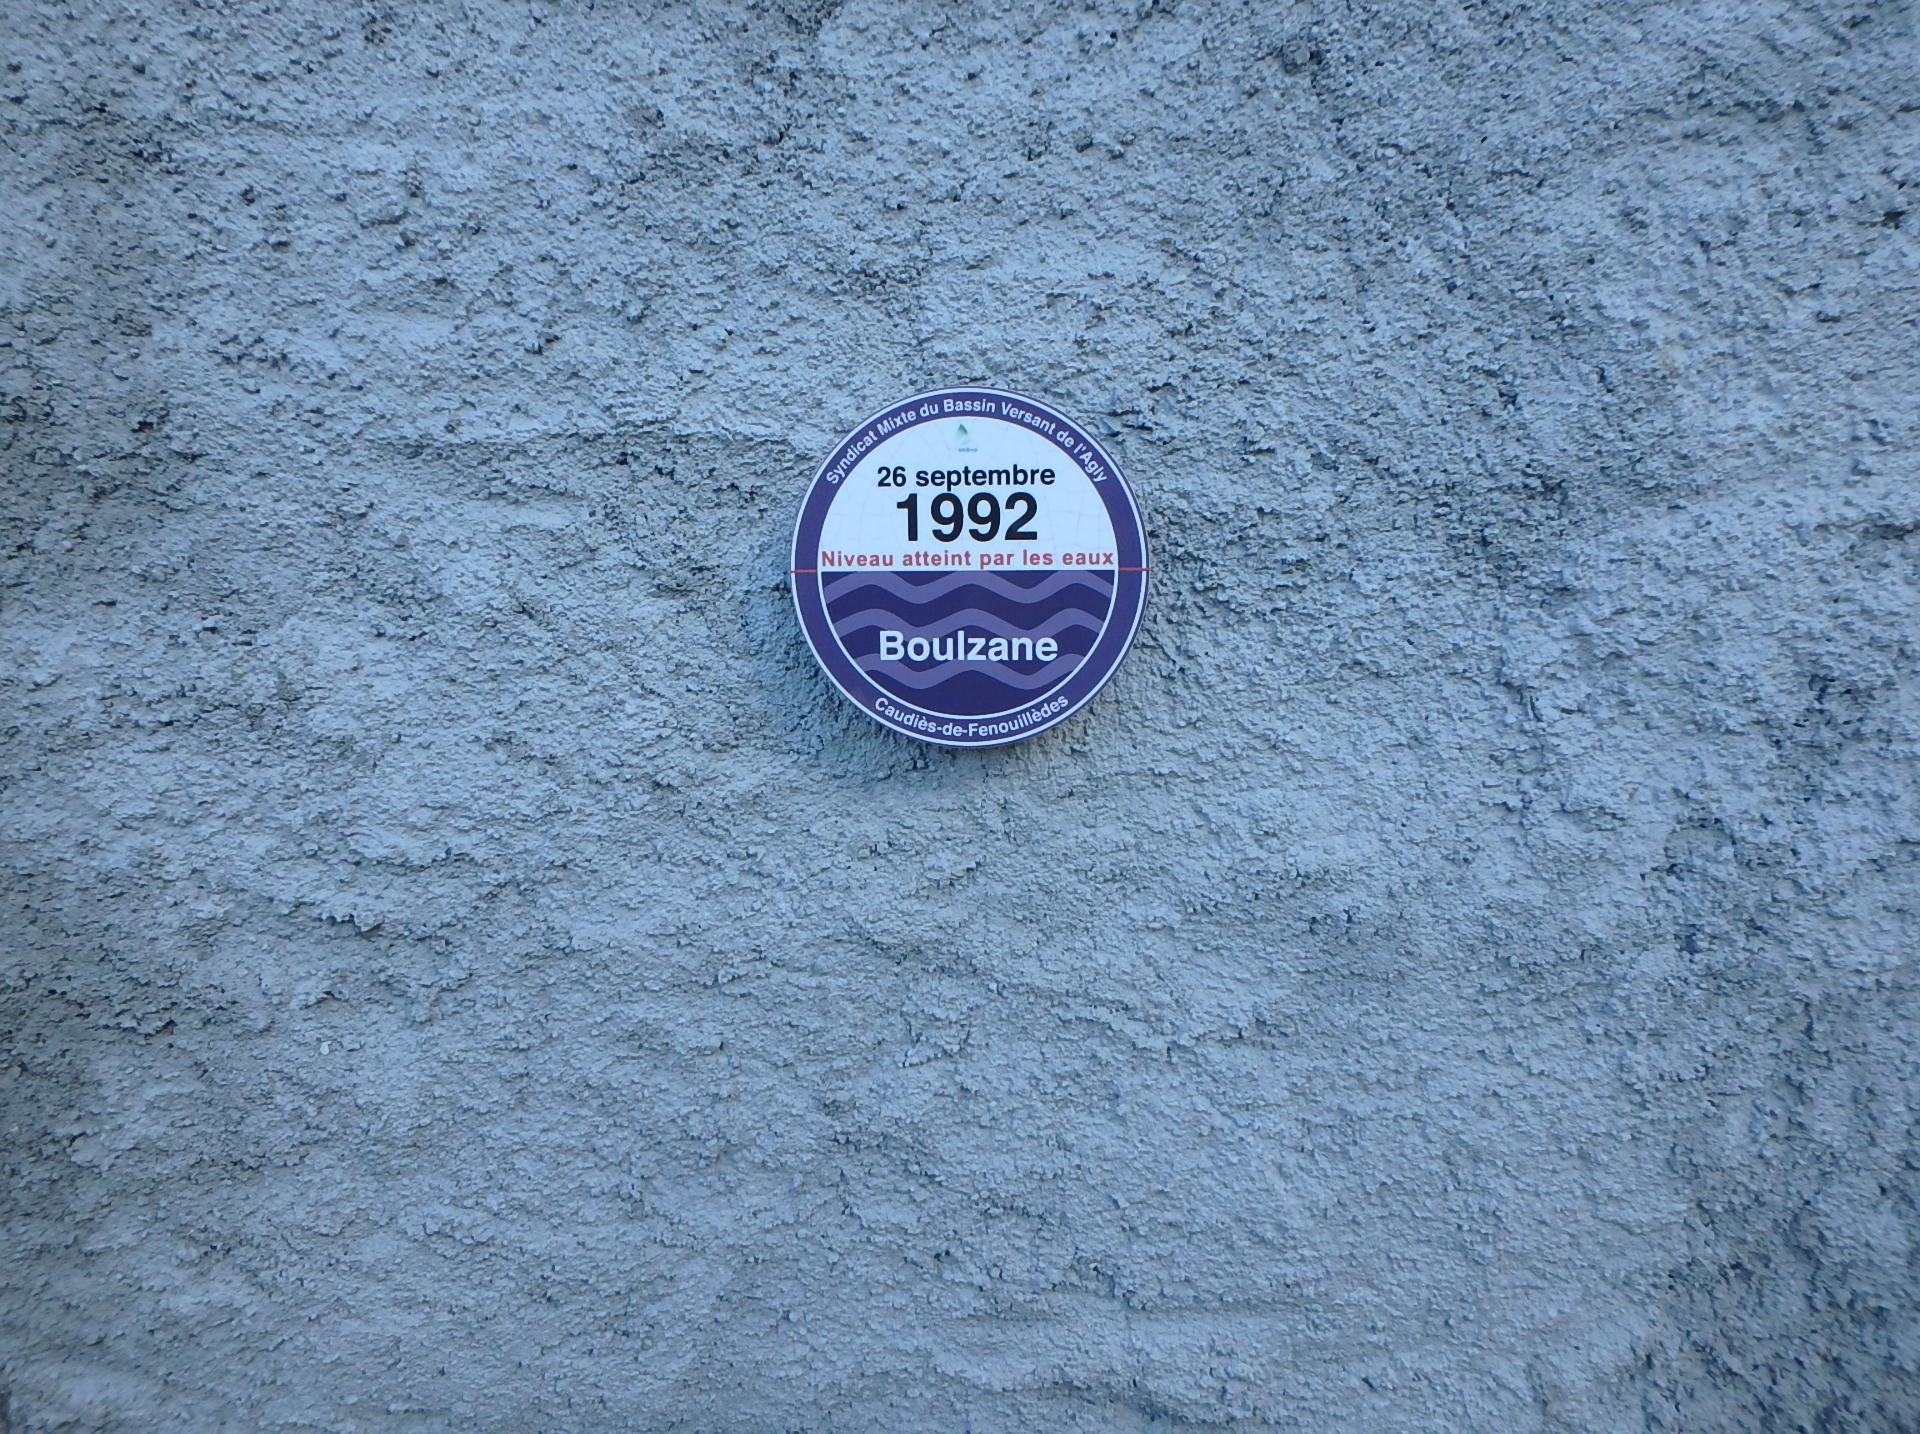 Syndicat Mixte du Bassin Versant de l'Agly
26 septembre
1992
Niveau atteint par les eaux
Boulzane
Caudiès-de-Fenouillèdes